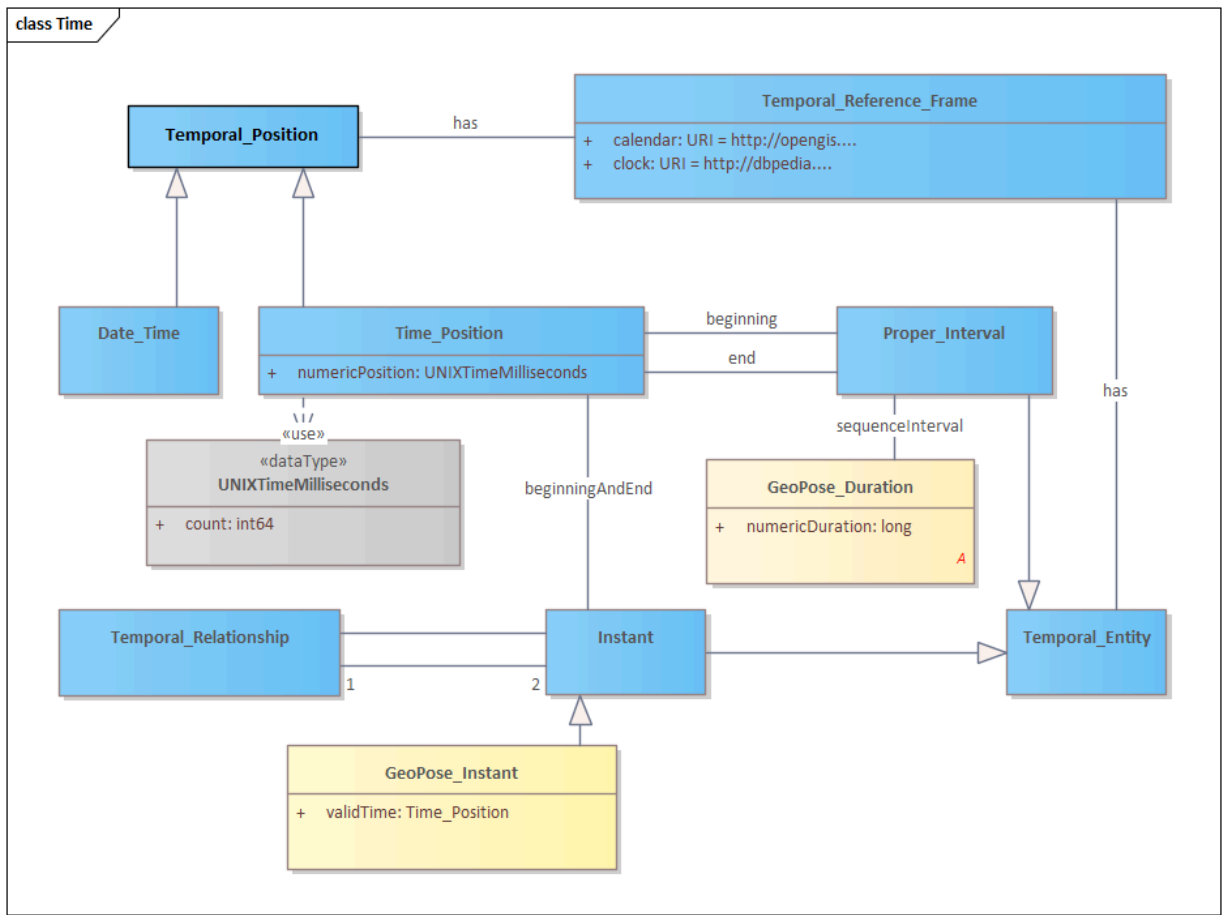 class Time
Temporal_Position
has
Temporal_Reference_Frame
+ calendar: URI = http://opengis....
+ clock: URI = http://dbpedia....
Date_Time
Time_Position
+ numericPosition: UNIXTimeMilliseconds
beginning
end
Proper_Interval
has
«use»
sequenceInterval
«dataType»
UNIXTimeMilliseconds
+ count: int64
beginningAndEnd
GeoPose_Duration
+ numericDuration: long
A
Temporal_Relationship
1
2
Instant
Temporal_Entity
GeoPose_Instant
+ validTime: Time_Position